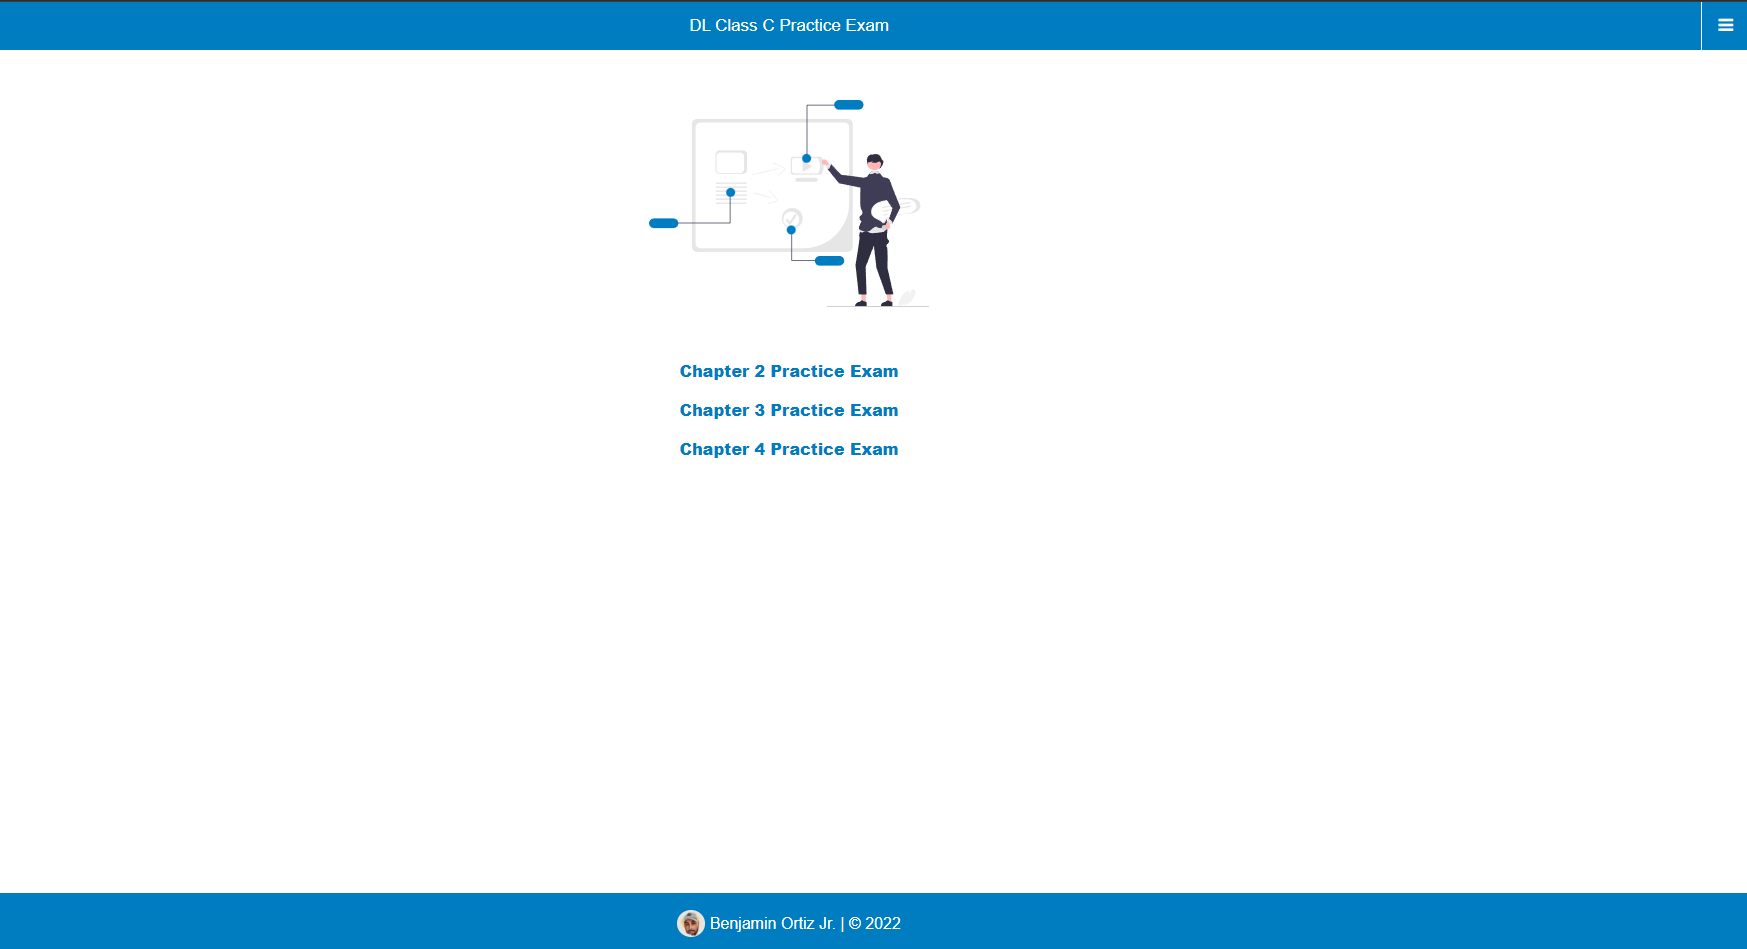 DL Class C Practice Exam
Chapter 2 Practice Exam
Chapter 3 Practice Exam
Chapter 4 Practice Exam
Benjamin Ortiz Jr. | © 2022